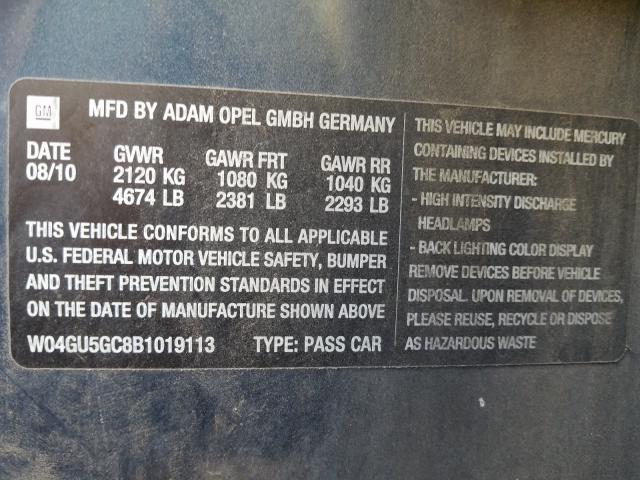 GM
MFD BY ADAM OPEL GMBH GERMANY
DATE GVWR GAWR FRT GAWR RR
08/10 2120 KG 1080 KG 1040 KG
4674 LB 2381 LB 2293 LB
THIS VEHICLE CONFORMS TO ALL APPLICABLE
U.S. FEDERAL MOTOR VEHICLE SAFETY, BUMPER
AND THEFT PREVENTION STANDARDS IN EFFECT
ON THE DATE OF MANUFACTURE SHOWN ABOVE
W04GU5GC8B1019113 TYPE: PASS CAR
THIS VEHICLE MAY INCLUDE MERCURY
CONTAINING DEVICES INSTALLED BY
THE MANUFACTURER:
- HIGH INTENSITY DISCHARGE
HEADLAMPS
- BACK LIGHTING COLOR DISPLAY
REMOVE DEVICES BEFORE VEHICLE
DISPOSAL. UPON REMOVAL OF DEVICES,
PLEASE REUSE, RECYCLE OR DISPOSE
AS HAZARDOUS WASTE